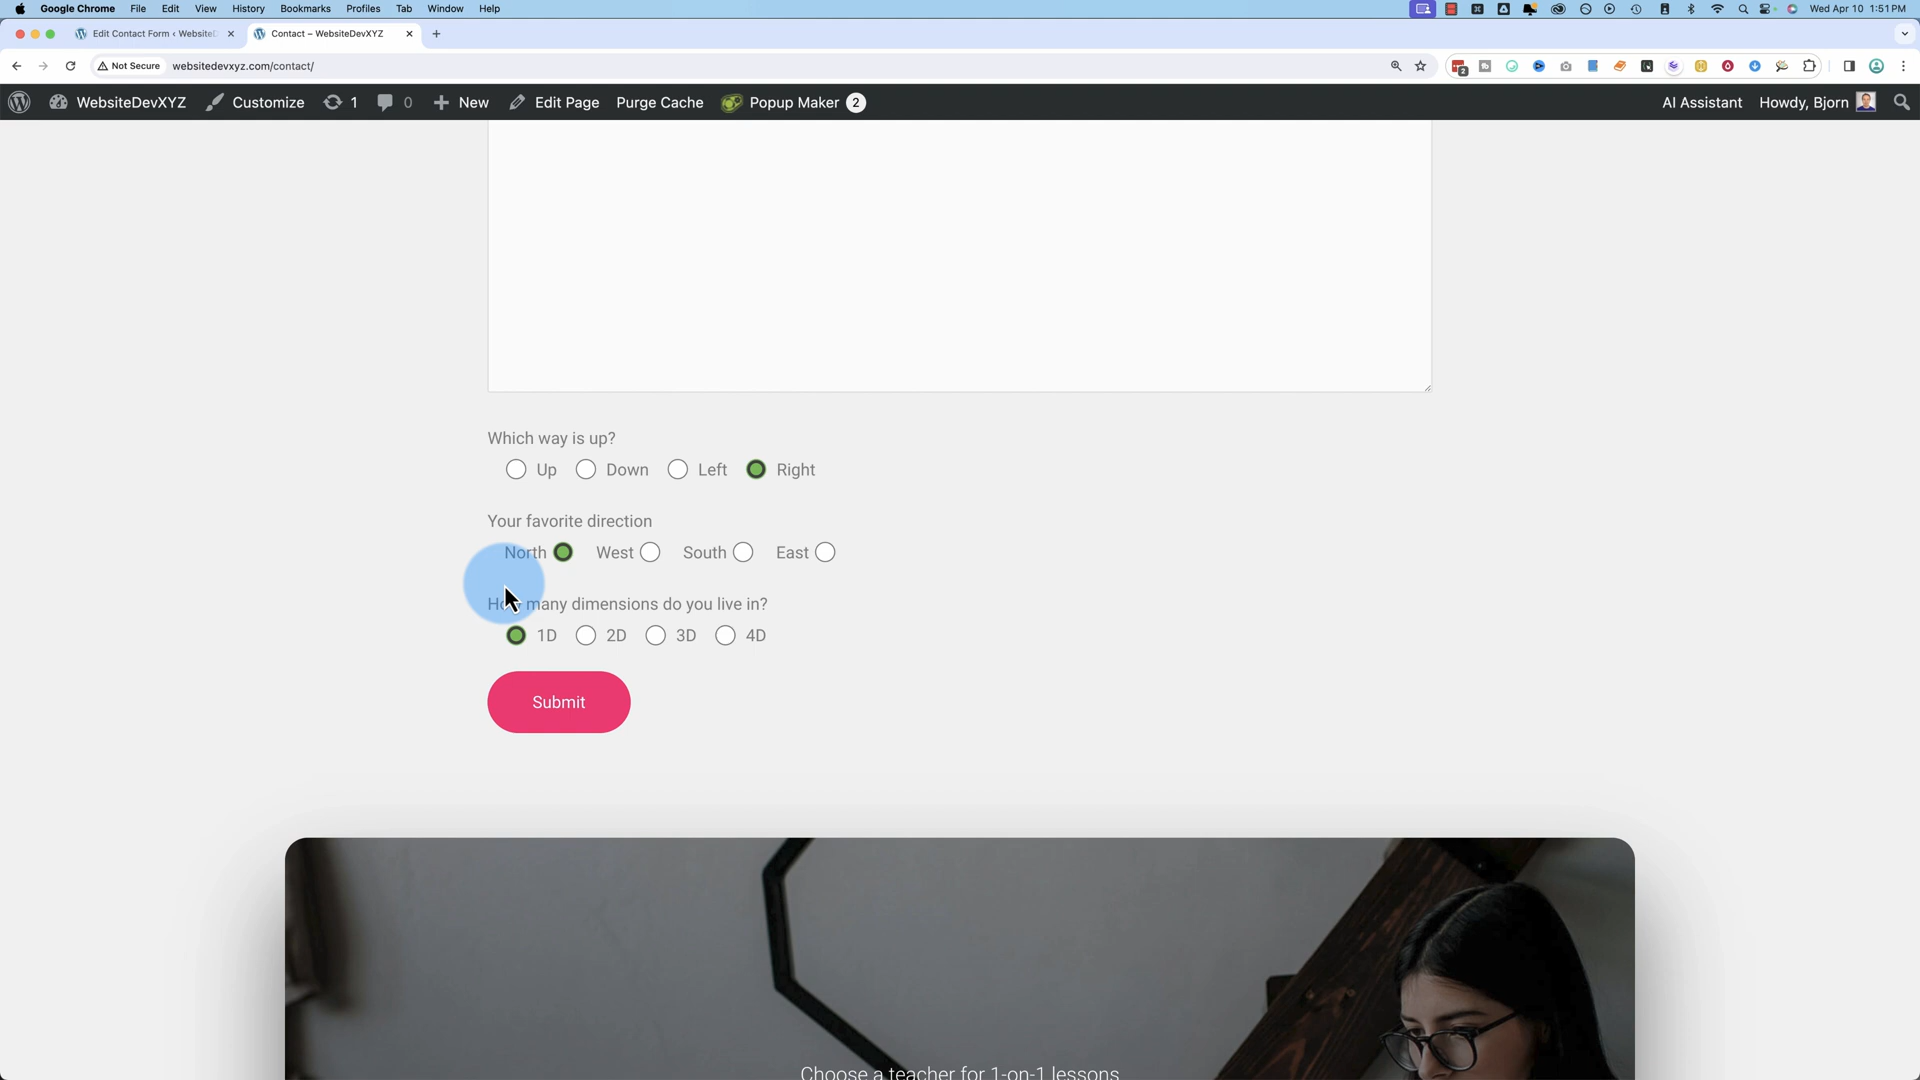 Google Chrome File Edit View History Bookmarks Profiles Tab Window Help Wed Apr 10 1:51 PM
Edit Contact Form ‹ Website Contact – WebsiteDevXYZ
Not Secure websitedevxyz.com/contact/ 2
WebsiteDevXYZ Customize 1 0 New Edit Page Purge Cache Popup Maker 2 AI Assistant Howdy, Bjorn
Which way is up?
Up Down Left Right
Your favorite direction
North West South East
How many dimensions do you live in?
1D 2D 3D 4D
Submit
Choose a teacher for 1-on-1 lessons